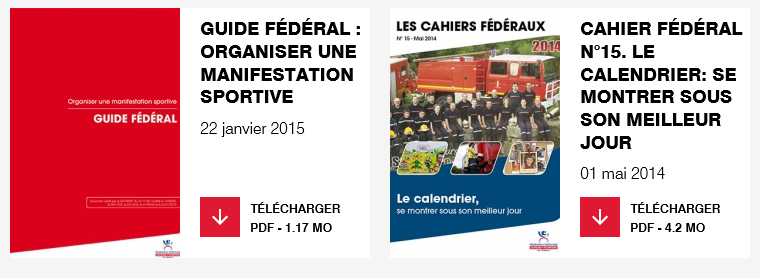 Organiser une manifestation sportive
GUIDE FÉDÉRAL
GUIDE FÉDÉRAL :
ORGANISER UNE
MANIFESTATION
SPORTIVE
22 janvier 2015
TÉLÉCHARGER
PDF - 1.17 MO
LES CAHIERS FÉDÉRAUX
N° 15 - Mai 2014
2014
Le calendrier,
se montrer sous son meilleur jour
CAHIER FÉDÉRAL
N°15. LE
CALENDRIER: SE
MONTRER SOUS
SON MEILLEUR
JOUR
01 mai 2014
TÉLÉCHARGER
PDF - 4.2 MO